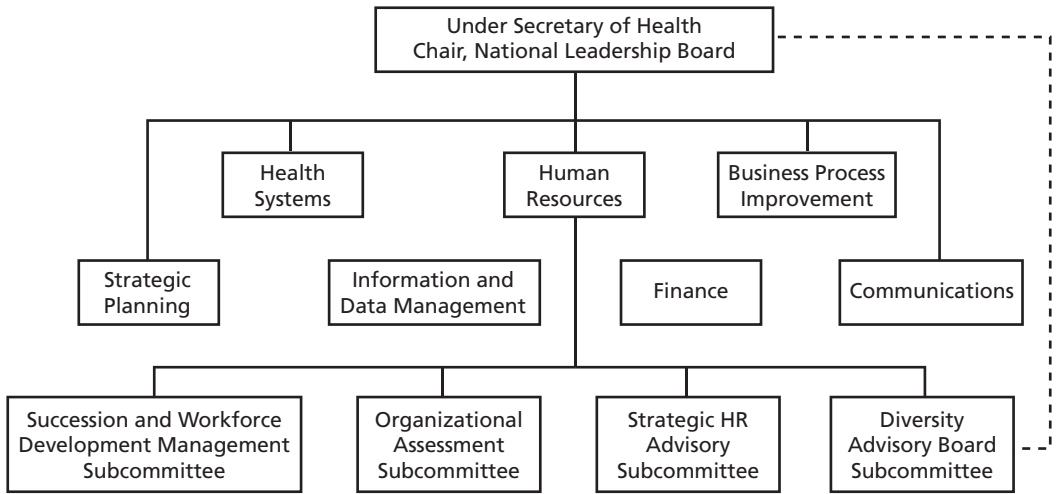 Under Secretary of Health
Chair, National Leadership Board
Health
Systems
Human
Resources
Business Process
Improvement
Strategic
Planning
Information and
Data Management
Finance
Communications
Succession and Workforce
Development Management
Subcommittee
Organizational
Assessment
Subcommittee
Strategic HR
Advisory
Subcommittee
Diversity
Advisory Board
Subcommittee